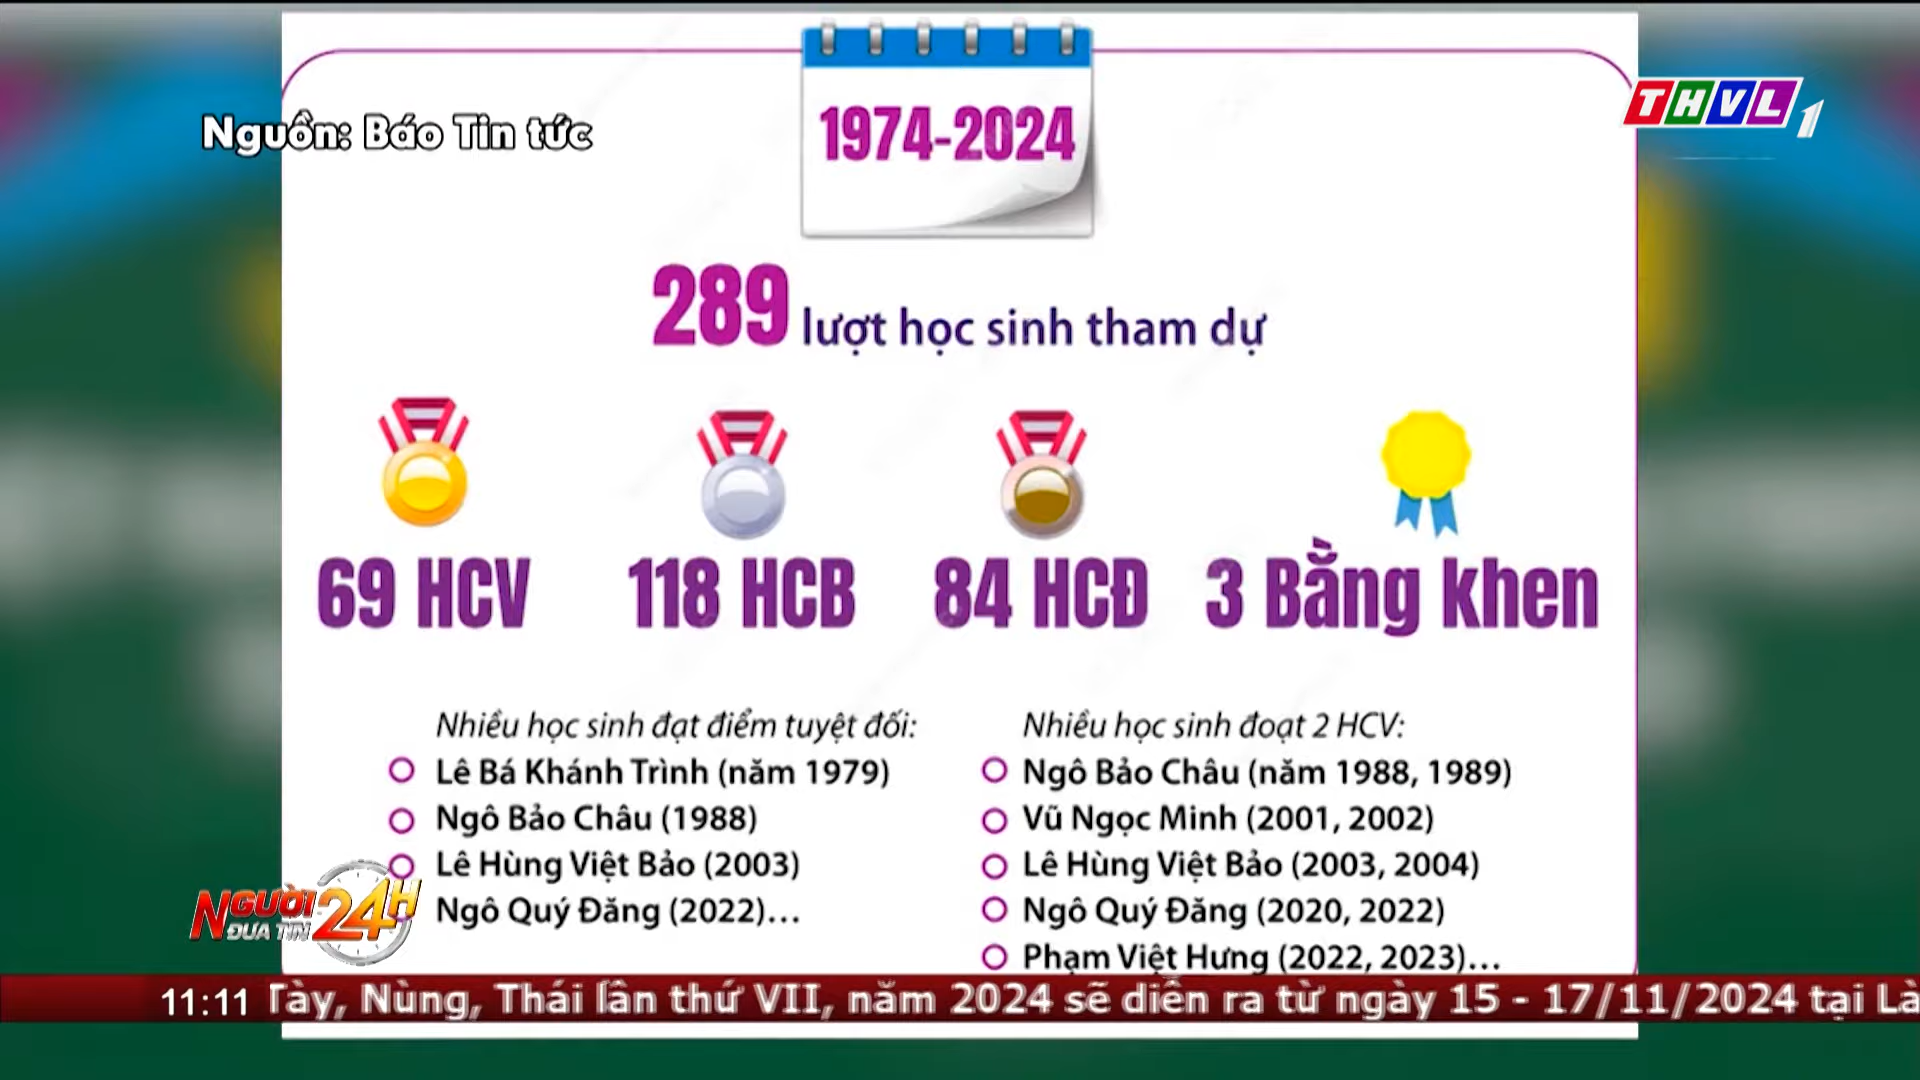 1974-2024
THVL1
Nguồn: Báo Tin tức
289 lượt học sinh tham dự
69 HCV
118 HCB
84 HCĐ
3 Bằng khen
Nhiều học sinh đạt điểm tuyệt đối:
Lê Bá Khánh Trình (năm 1979)
Ngô Bảo Châu (1988)
Lê Hùng Việt Bảo (2003)
Ngô Quý Đăng (2022)...
Nhiều học sinh đoạt 2 HCV:
Ngô Bảo Châu (năm 1988, 1989)
Vũ Ngọc Minh (2001, 2002)
Lê Hùng Việt Bảo (2003, 2004)
Ngô Quý Đăng (2020, 2022)
Phạm Việt Hưng (2022, 2023)...
NGƯỜI
ĐƯA TIN 24H
11:11 Tày, Nùng, Thái lần thứ VII, năm 2024 sẽ diễn ra từ ngày 15 - 17/11/2024 tại Là